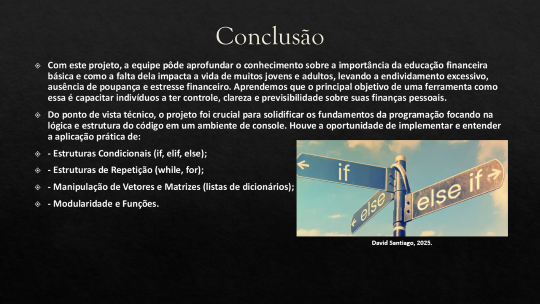 Conclusão
Com este projeto, a equipe pôde aprofundar o conhecimento sobre a importância da educação financeira
básica e como a falta dela impacta a vida de muitos jovens e adultos, levando a endividamento excessivo,
ausência de poupança e estresse financeiro. Aprendemos que o principal objetivo de uma ferramenta como
essa é capacitar indivíduos a ter controle, clareza e previsibilidade sobre suas finanças pessoais.
Do ponto de vista técnico, o projeto foi crucial para solidificar os fundamentos da programação focando na
lógica e estrutura do código em um ambiente de console. Houve a oportunidade de implementar e entender
a aplicação prática de:
- Estruturas Condicionais (if, elif, else);
- Estruturas de Repetição (while, for);
- Manipulação de Vetores e Matrizes (listas de dicionários);
- Modularidade e Funções.
if
else
else if
David Santiago, 2025.